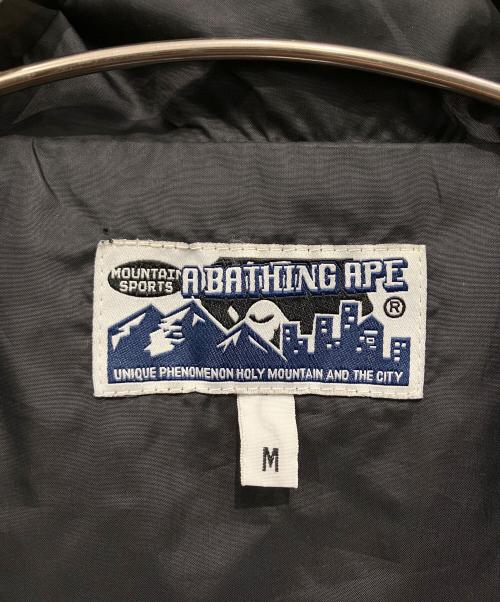 MOUNTAIN
SPORTS
A BATHING APE
®
UNIQUE PHENOMENON HOLY MOUNTAIN AND THE CITY
M